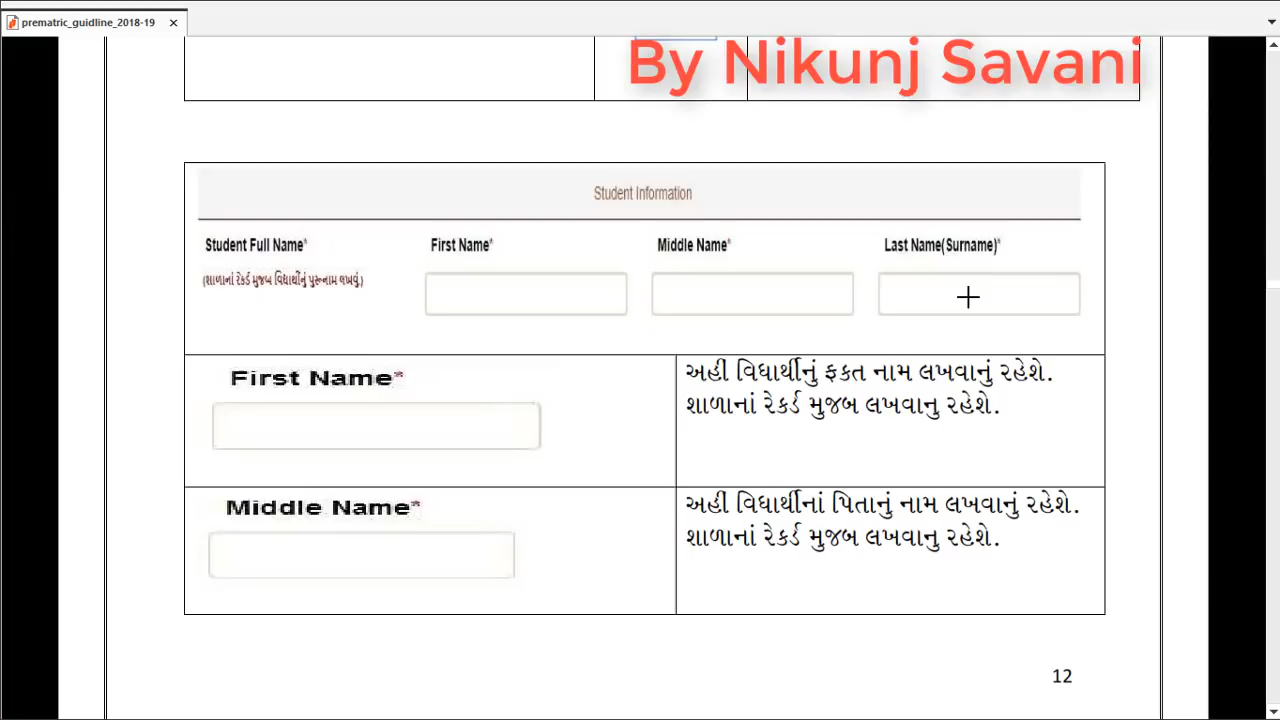 prematric_guidline_2018-19
By Nikunj Savani
Student Information
Student Full Name* First Name* Middle Name* Last Name(Surname)*
(શાળાનાં રેકર્ડ મુજબ વિદ્યાર્થીનું પુરૂનામ લખવું.)
First Name*
અહીં વિદ્યાર્થીનું ફકત નામ લખવાનું રહેશે.
શાળાનાં રેકર્ડ મુજબ લખવાનુ રહેશે.
Middle Name*
અહીં વિદ્યાર્થીનાં પિતાનું નામ લખવાનું રહેશે.
શાળાનાં રેકર્ડ મુજબ લખવાનુ રહેશે.
12